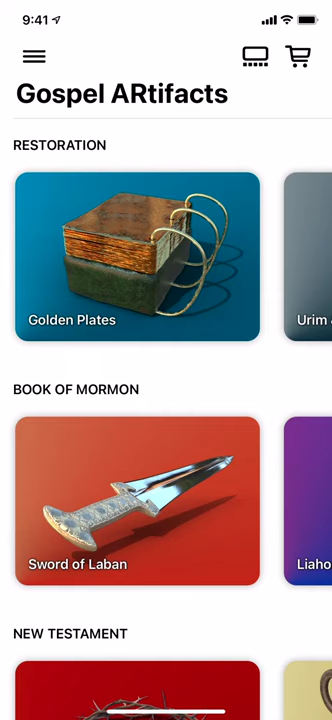 9:41
Gospel ARtifacts
RESTORATION
Golden Plates
Urim
BOOK OF MORMON
Sword of Laban
Liaho
NEW TESTAMENT